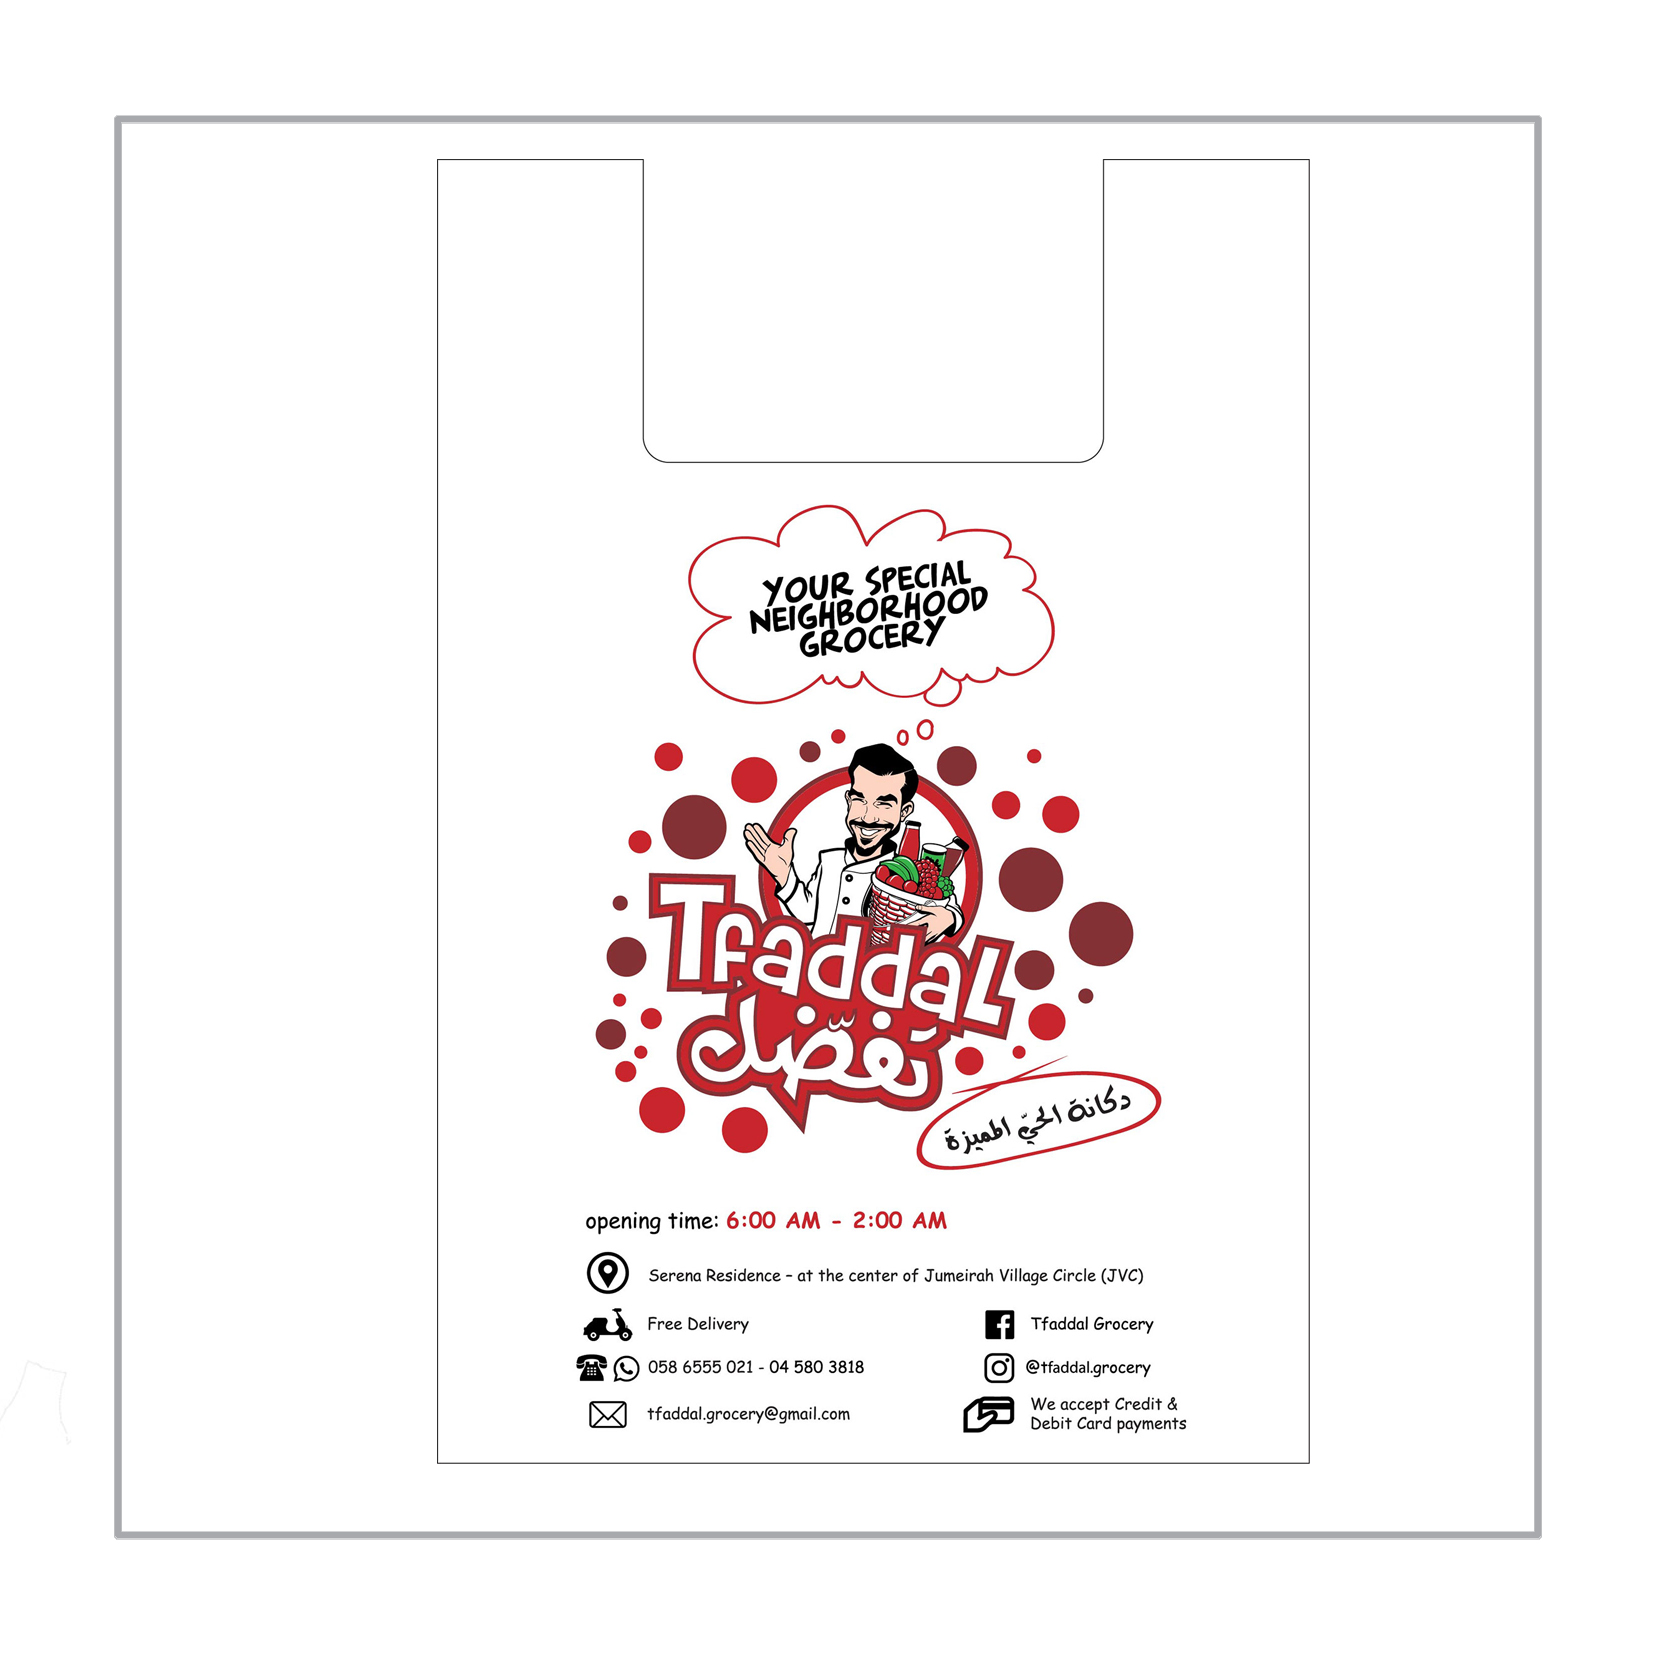 YOUR SPECIAL
NEIGHBORHOOD
GROCERY
Tfaddal
تفضّل
دكانة الحيّ المميزة
opening time: 6:00 AM - 2:00 AM
Serena Residence – at the center of Jumeirah Village Circle (JVC)
Free Delivery
Tfaddal Grocery
058 6555 021 - 04 580 3818
@tfaddal.grocery
tfaddal.grocery@gmail.com
We accept Credit &
Debit Card payments